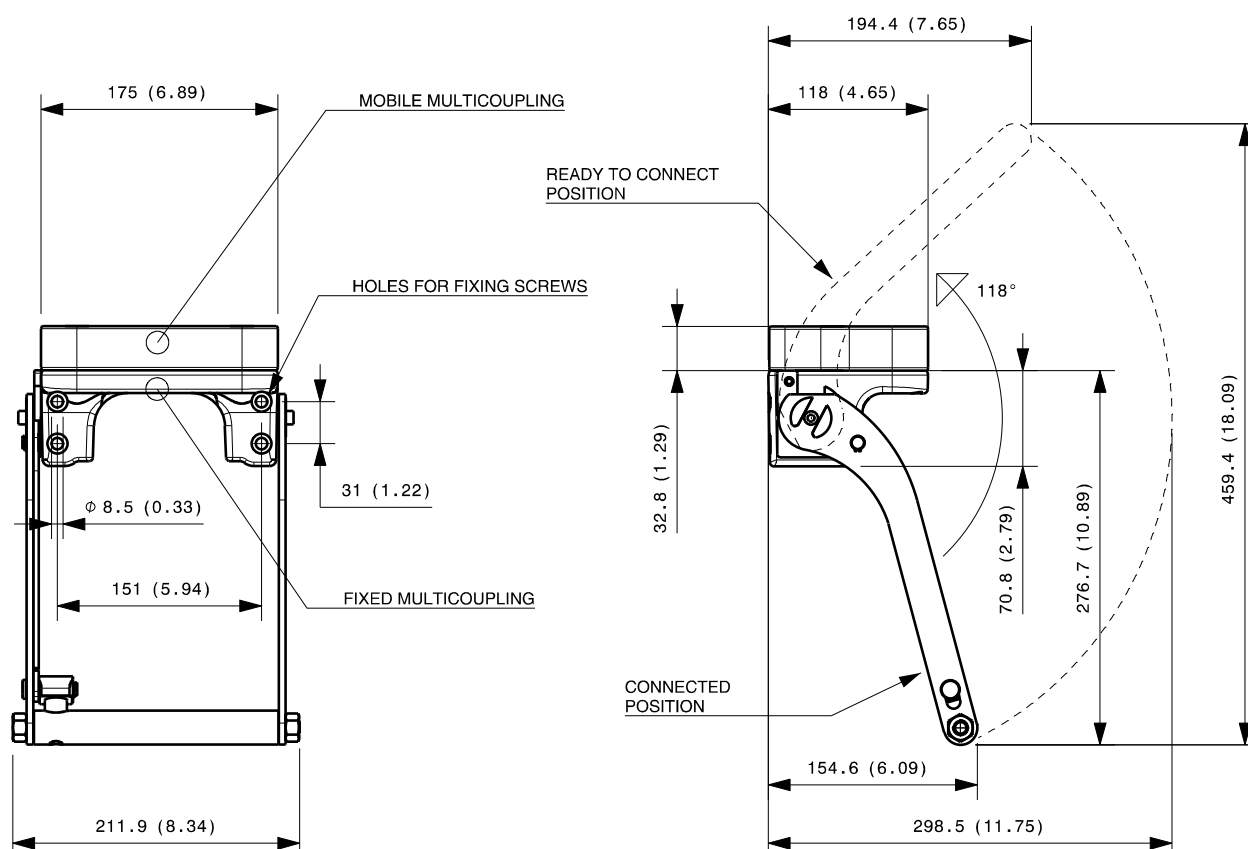 194.4 (7.65)
175 (6.89)
MOBILE MULTICOUPLING
118 (4.65)
READY TO CONNECT
POSITION
HOLES FOR FIXING SCREWS
118°
31 (1.22)
ϕ 8.5 (0.33)
151 (5.94)
FIXED MULTICOUPLING
32.8 (1.29)
70.8 (2.79)
276.7 (10.89)
459.4 (18.09)
CONNECTED
POSITION
154.6 (6.09)
211.9 (8.34)
298.5 (11.75)